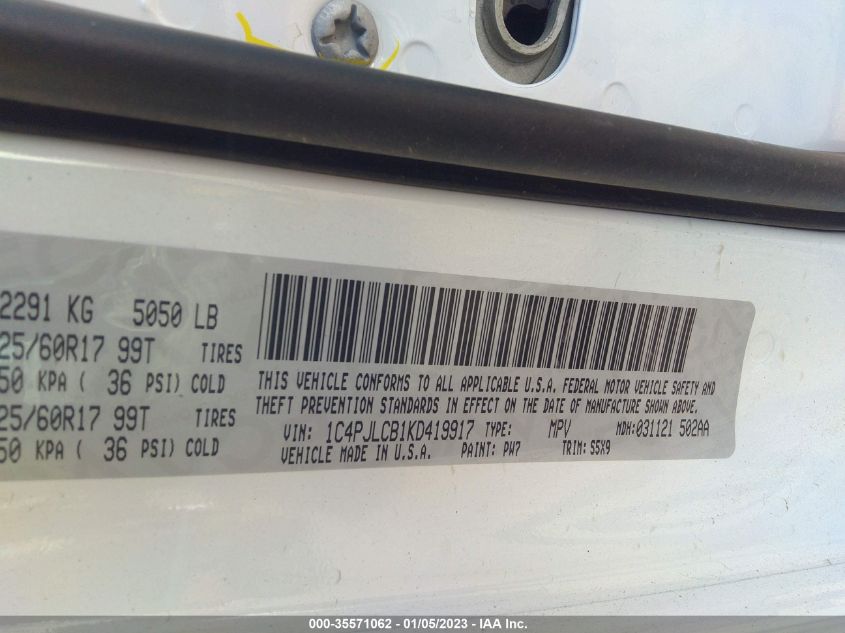 2291 KG 5050 LB
25/60R17 99T TIRES
50 KPA ( 36 PSI) COLD
25/60R17 99T TIRES
50 KPA ( 36 PSI) COLD
THIS VEHICLE CONFORMS TO ALL APPLICABLE U.S.A. FEDERAL MOTOR VEHICLE SAFETY AND
THEFT PREVENTION STANDARDS IN EFFECT ON THE DATE OF MANUFACTURE SHOWN ABOVE.
VIN: 1C4PJLCB1KD419917 TYPE: MPV MDH:031121 502AA
VEHICLE MADE IN U.S.A. PAINT: PW7 TRIM: S5X9
000-35571062 - 01/05/2023 - IAA Inc.